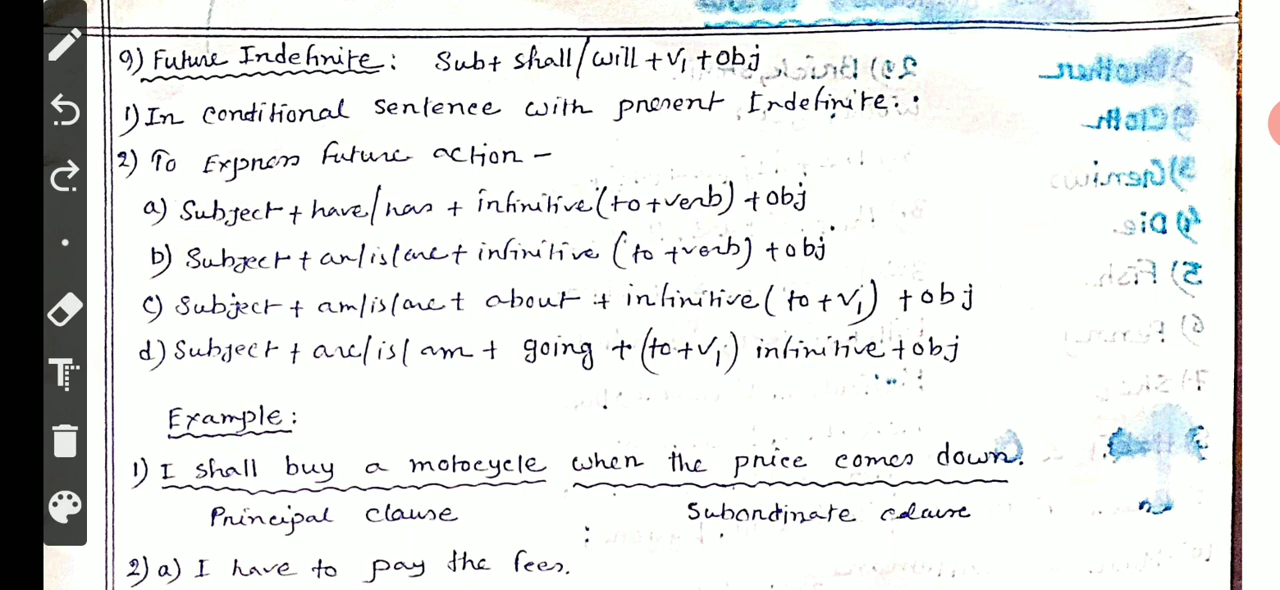 9) Future Indefinite: Sub+ shall/will + V1 + obj
1) In conditional sentence with present Indefinite:
2) To Express future action -
a) Subject + have/has + infinitive (to + verb) + obj
b) Subject + am/is/are + infinitive (to + verb) + obj
c) Subject + am/is/are + about + infinitive (to + V1) + obj
d) Subject + are/is/am + going + (to + V1) infinitive + obj
Example:
1) I shall buy a motocycle when the price comes down.
Principal clause Subordinate clause
2) a) I have to pay the fees.